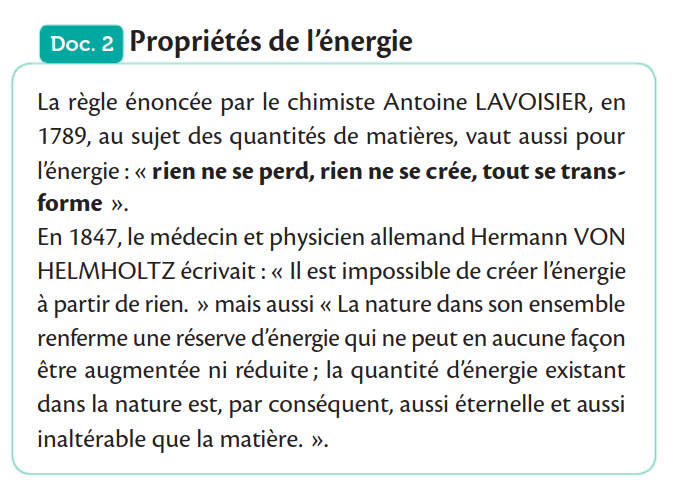 Doc. 2 Propriétés de l'énergie
La règle énoncée par le chimiste Antoine LAVOISIER, en
1789, au sujet des quantités de matières, vaut aussi pour
l'énergie : « rien ne se perd, rien ne se crée, tout se trans-
forme ».
En 1847, le médecin et physicien allemand Hermann VON
HELMHOLTZ écrivait : « Il est impossible de créer l'énergie
à partir de rien. » mais aussi « La nature dans son ensemble
renferme une réserve d'énergie qui ne peut en aucune façon
être augmentée ni réduite ; la quantité d'énergie existant
dans la nature est, par conséquent, aussi éternelle et aussi
inaltérable que la matière. ».